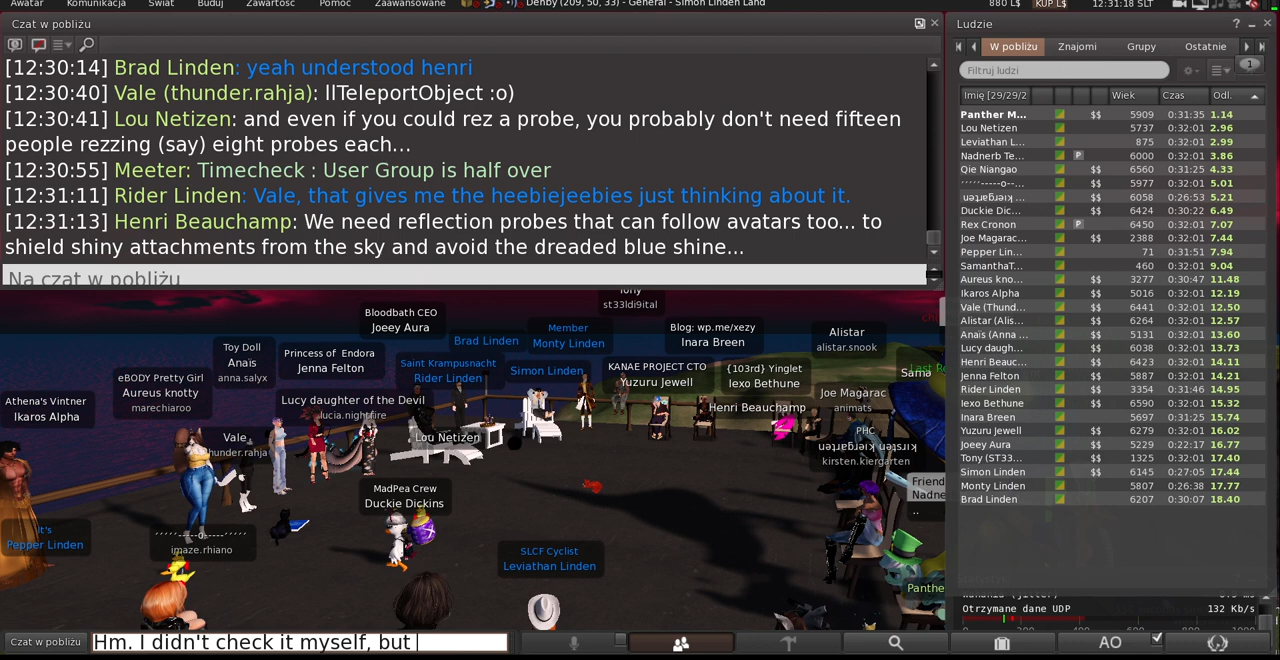 Awatar Komunikacja Świat Buduj Zawartość Pomoc Zaawansowane Denby (209, 50, 33) - General - Simon Linden Land 880 L$ KUP L$ 12:31:18 SLT
Czat w pobliżu
[12:30:14] Brad Linden: yeah understood henri
[12:30:40] Vale (thunder.rahja): llTeleportObject :o)
[12:30:41] Lou Netizen: and even if you could rez a probe, you probably don't need fifteen
people rezzing (say) eight probes each...
[12:30:55] Meeter: Timecheck : User Group is half over
[12:31:11] Rider Linden: Vale, that gives me the heebiejeebies just thinking about it.
[12:31:13] Henri Beauchamp: We need reflection probes that can follow avatars too... to
shield shiny attachments from the sky and avoid the dreaded blue shine...
Na czat w pobliżu
Tony
st33ldi9ital
Bloodbath CEO
Joeey Aura
Brad Linden
Member
Monty Linden
Blog: wp.me/xezy
Inara Breen
Alistar
alistar.snook
Toy Doll
Anaïs
anna.salyx
Princess of Endora
Jenna Felton
Saint Krampusnacht
Rider Linden
Simon Linden
KANAE PROJECT CTO
Yuzuru Jewell
{103rd} Yinglet
Iexo Bethune
Sama
eBODY Pretty Girl
Aureus knotty
marechiaroo
Athena's Vintner
Ikaros Alpha
Lucy daughter of the Devil
lucia.nightfire
Henri Beauchamp
Joe Magarac
animats
Vale
thunder.rahja
Lou Netizen
PHC
kirsten.kiergarten
MadPea Crew
Duckie Dickins
Friend
Nadne
..
It's
Pepper Linden
´´´´´-----o-----´´´´´
imaze.rhiano
SLCF Cyclist
Leviathan Linden
Panthe
Czat w pobliżu
Hm. I didn't check it myself, but
Ludzie
? _ ×
W pobliżu Znajomi Grupy Ostatnie
Filtruj ludzi
1
Imię [29/29/2 Wiek Czas Odl.
Panther M... $$ 5909 0:31:35 1.14
Lou Netizen 5737 0:32:01 2.96
Leviathan L... 875 0:32:01 2.99
Nadnerb Te... P 6000 0:32:01 3.86
Qie Niangao $$ 6560 0:31:25 4.33
´´´´´-----o--... $$ 5977 0:32:01 5.01
$$ 6058 0:26:53 5.21
Duckie Dic... $$ 6424 0:30:22 6.49
Rex Cronon P 6450 0:32:01 7.07
Joe Magarac... $$ 2388 0:32:01 7.44
Pepper Lin... 71 0:31:51 7.94
SamanthaT... 460 0:32:01 9.04
Aureus kno... $$ 3277 0:30:47 11.48
Ikaros Alpha $$ 5016 0:32:01 12.19
Vale (Thund... $$ 6441 0:32:01 12.50
Alistar (Alis... $$ 6264 0:32:01 12.57
Anaïs (Anna ... $$ 5131 0:32:01 13.60
Lucy daugh... $$ 6038 0:32:01 13.73
Henri Beauc... $$ 6423 0:32:01 14.11
Jenna Felton $$ 5887 0:32:01 14.21
Rider Linden $$ 3354 0:31:46 14.95
Iexo Bethune $$ 6590 0:32:01 15.32
Inara Breen 5697 0:31:25 15.74
Yuzuru Jewell $$ 6279 0:32:01 16.02
Joeey Aura $$ 5229 0:22:17 16.77
Tony (ST33... $$ 1325 0:32:01 17.40
Simon Linden $$ 6145 0:27:05 17.44
Monty Linden 5807 0:26:38 17.77
Brad Linden 6207 0:30:07 18.40
Otrzymane dane UDP 132 Kb/s
AO